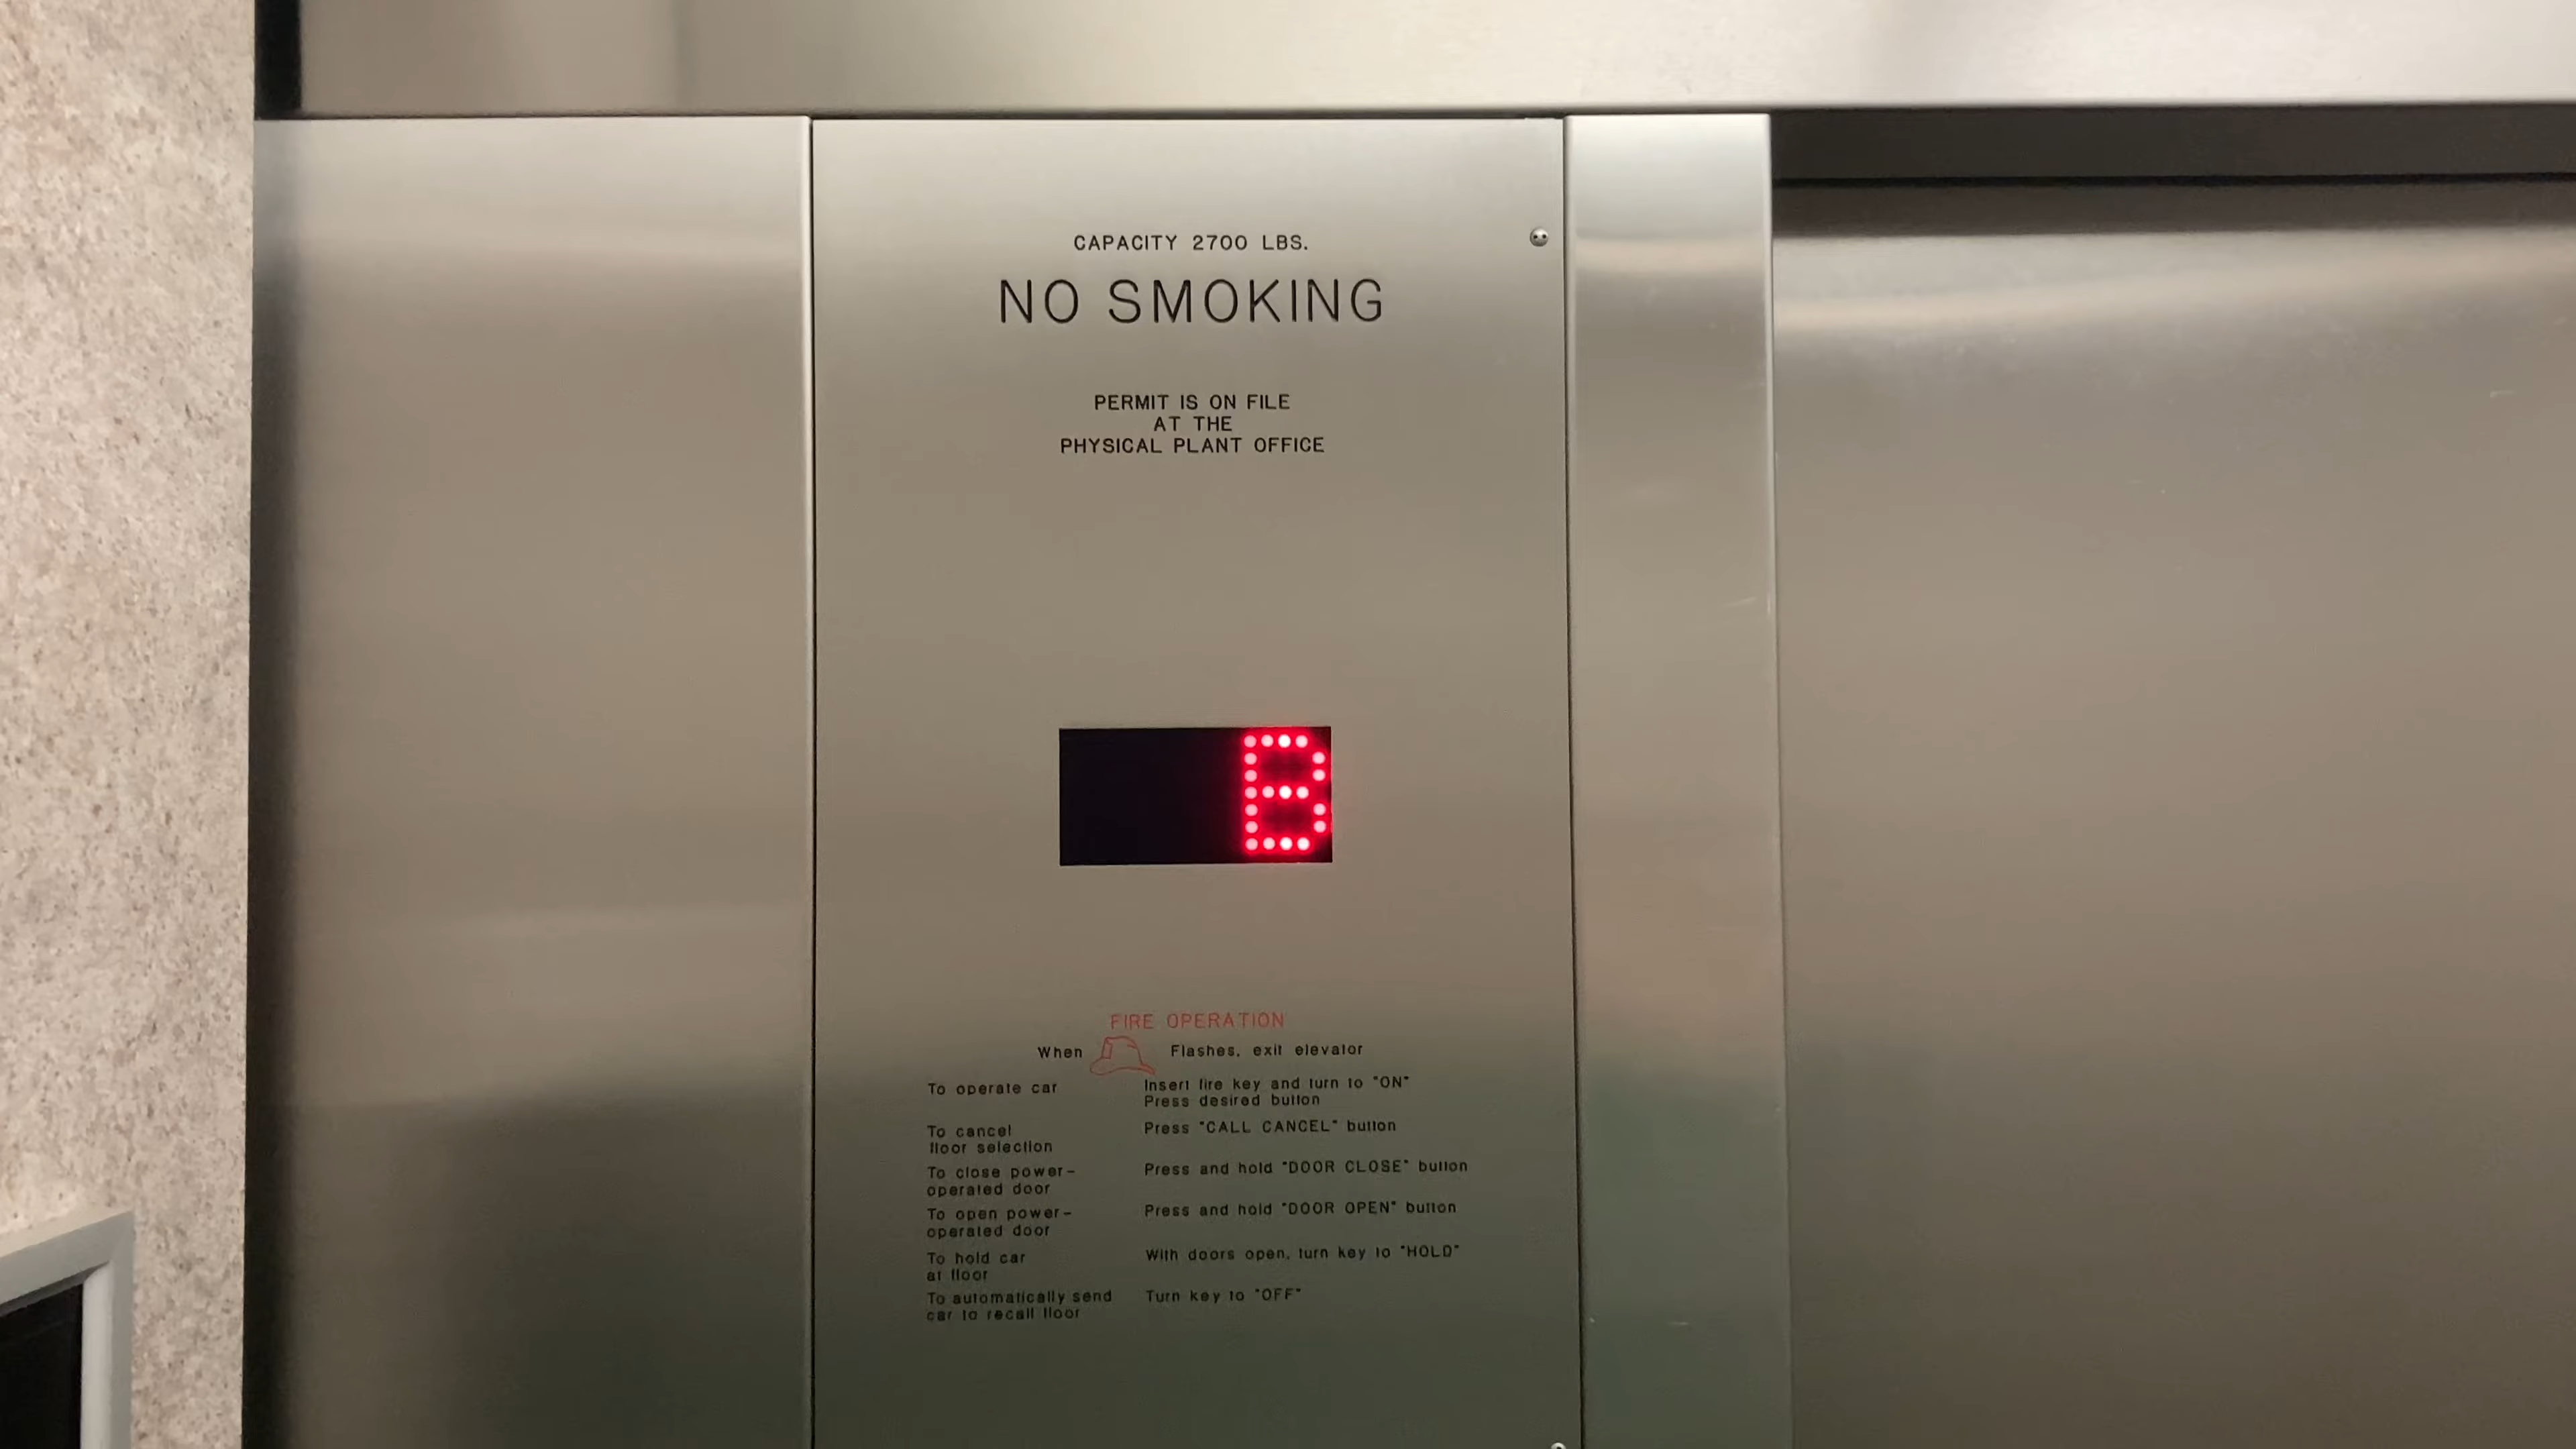 CAPACITY 2700 LBS.
NO SMOKING
PERMIT IS ON FILE
AT THE
PHYSICAL PLANT OFFICE
B
FIRE OPERATION
When Flashes, exit elevator
To operate car
Insert fire key and turn to "ON"
Press desired button
To cancel
floor selection
Press "CALL CANCEL" button
To close power-
operated door
Press and hold "DOOR CLOSE" button
To open power-
operated door
Press and hold "DOOR OPEN" button
To hold car
at floor
With doors open, turn key to "HOLD"
To automatically send
car to recall floor
Turn key to "OFF"